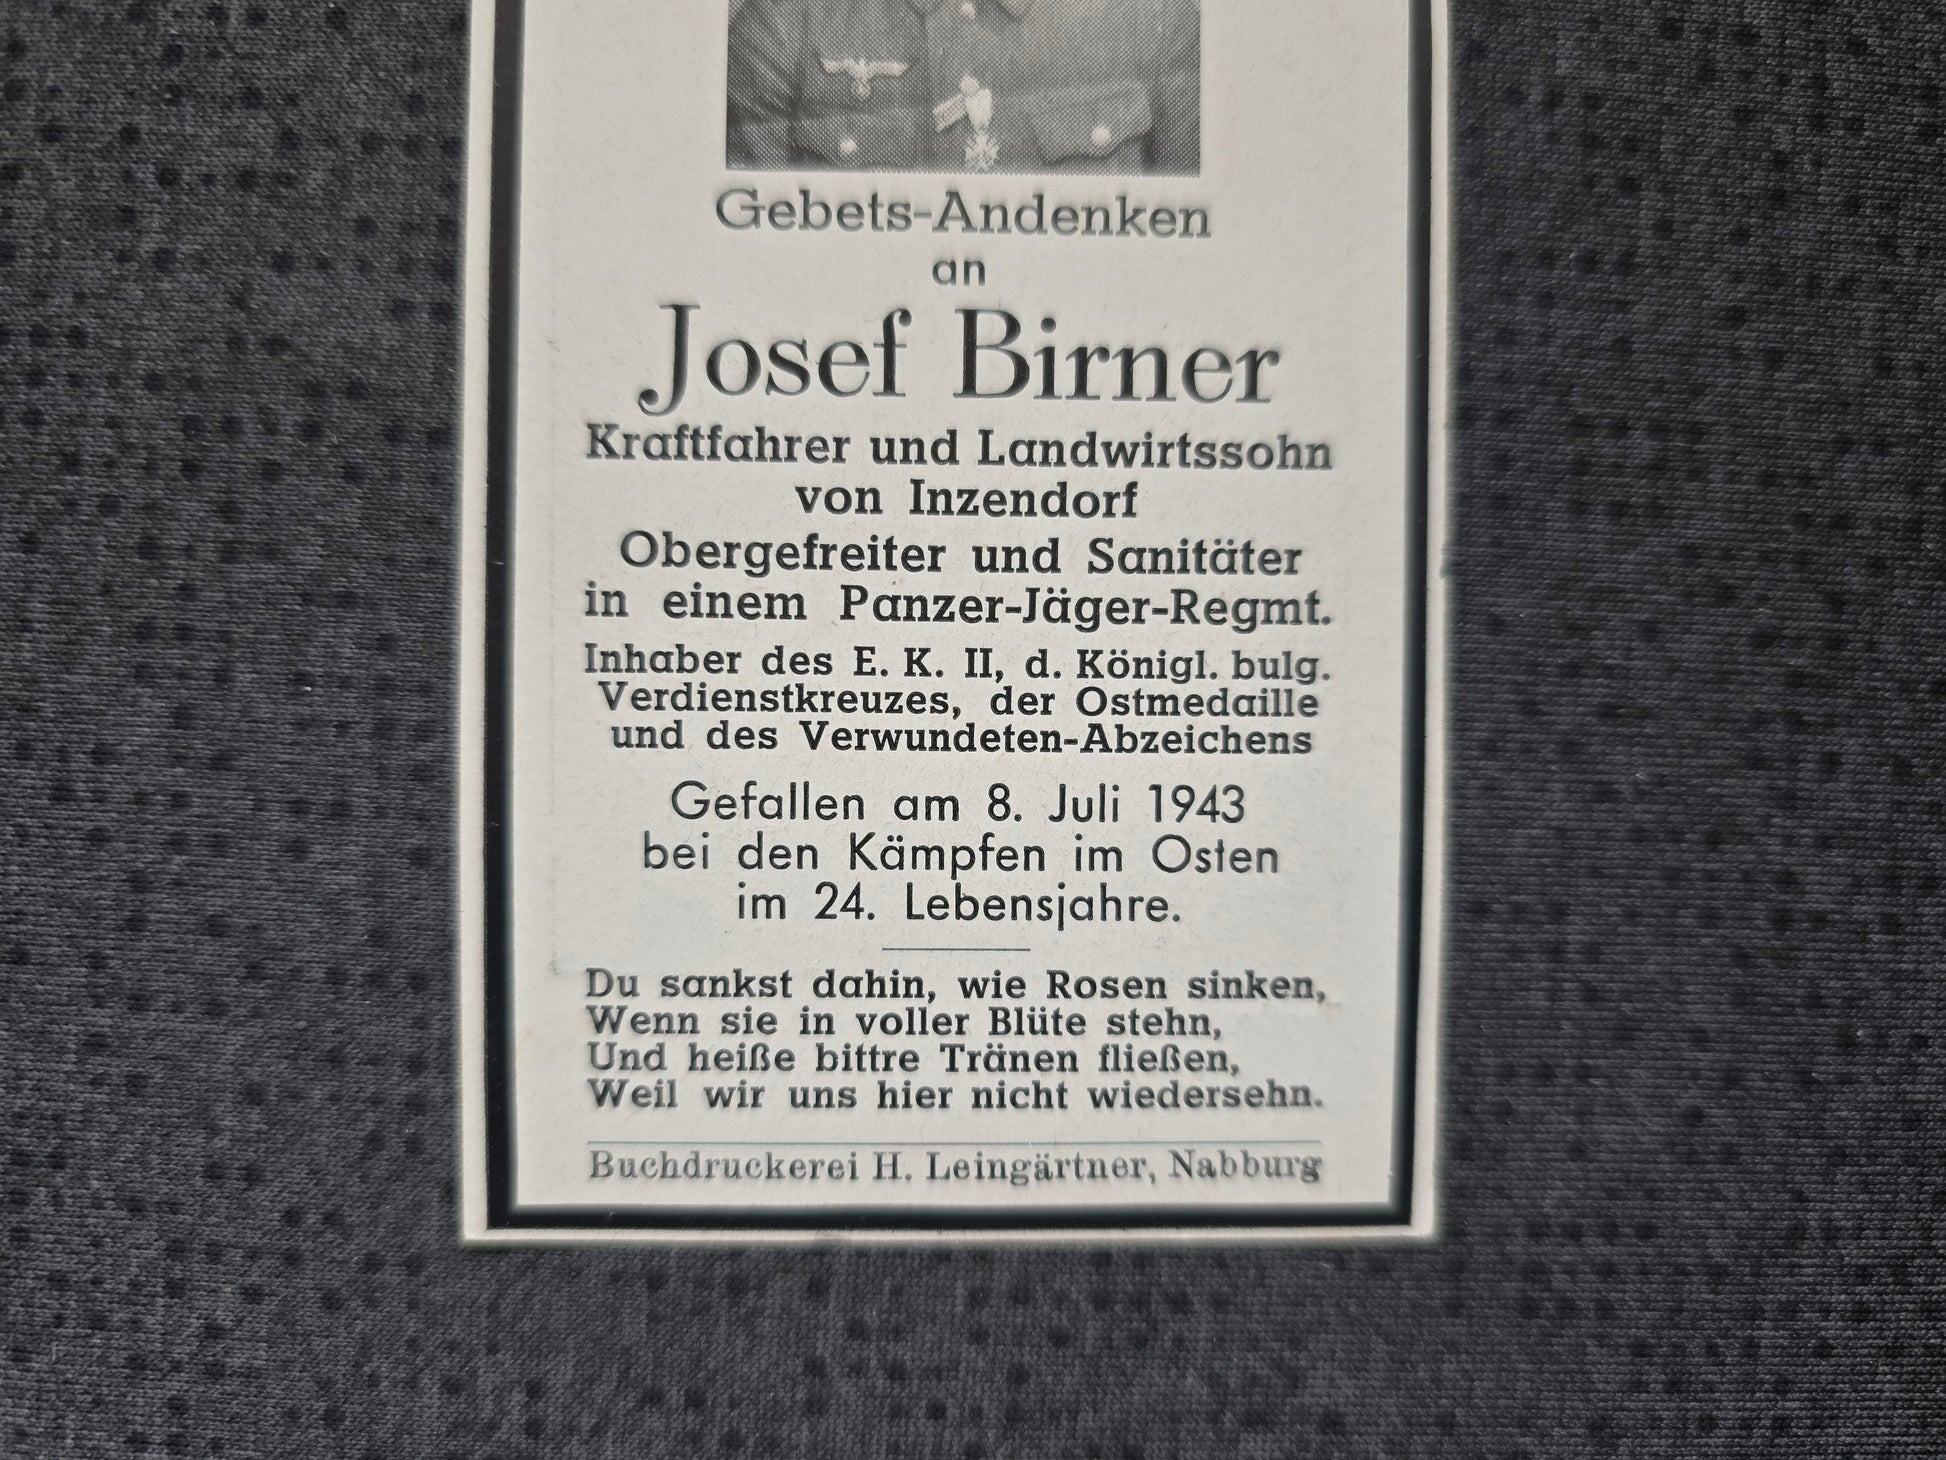 Gebets-Andenken
an
Josef Birner
Kraftfahrer und Landwirtssohn
von Inzendorf
Obergefreiter und Sanitäter
in einem Panzer-Jäger-Regmt.
Inhaber des E. K. II, d. Königl. bulg.
Verdienstkreuzes, der Ostmedaille
und des Verwundeten-Abzeichens
Gefallen am 8. Juli 1943
bei den Kämpfen im Osten
im 24. Lebensjahre.
Du sankst dahin, wie Rosen sinken,
Wenn sie in voller Blüte stehn,
Und heiße bittre Tränen fließen,
Weil wir uns hier nicht wiedersehn.
Buchdruckerei H. Leingärtner, Nabburg